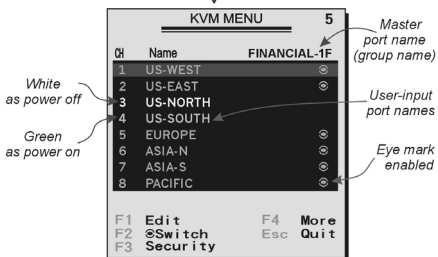 KVM MENU 5
CH Name FINANCIAL-1F
1 US-WEST
2 US-EAST
3 US-NORTH
4 US-SOUTH
5 EUROPE
6 ASIA-N
7 ASIA-S
8 PACIFIC
F1 Edit F4 More
F2 Switch Esc Quit
F3 Security
White
as power off
Green
as power on
Master
port name
(group name)
User-input
port names
Eye mark
enabled